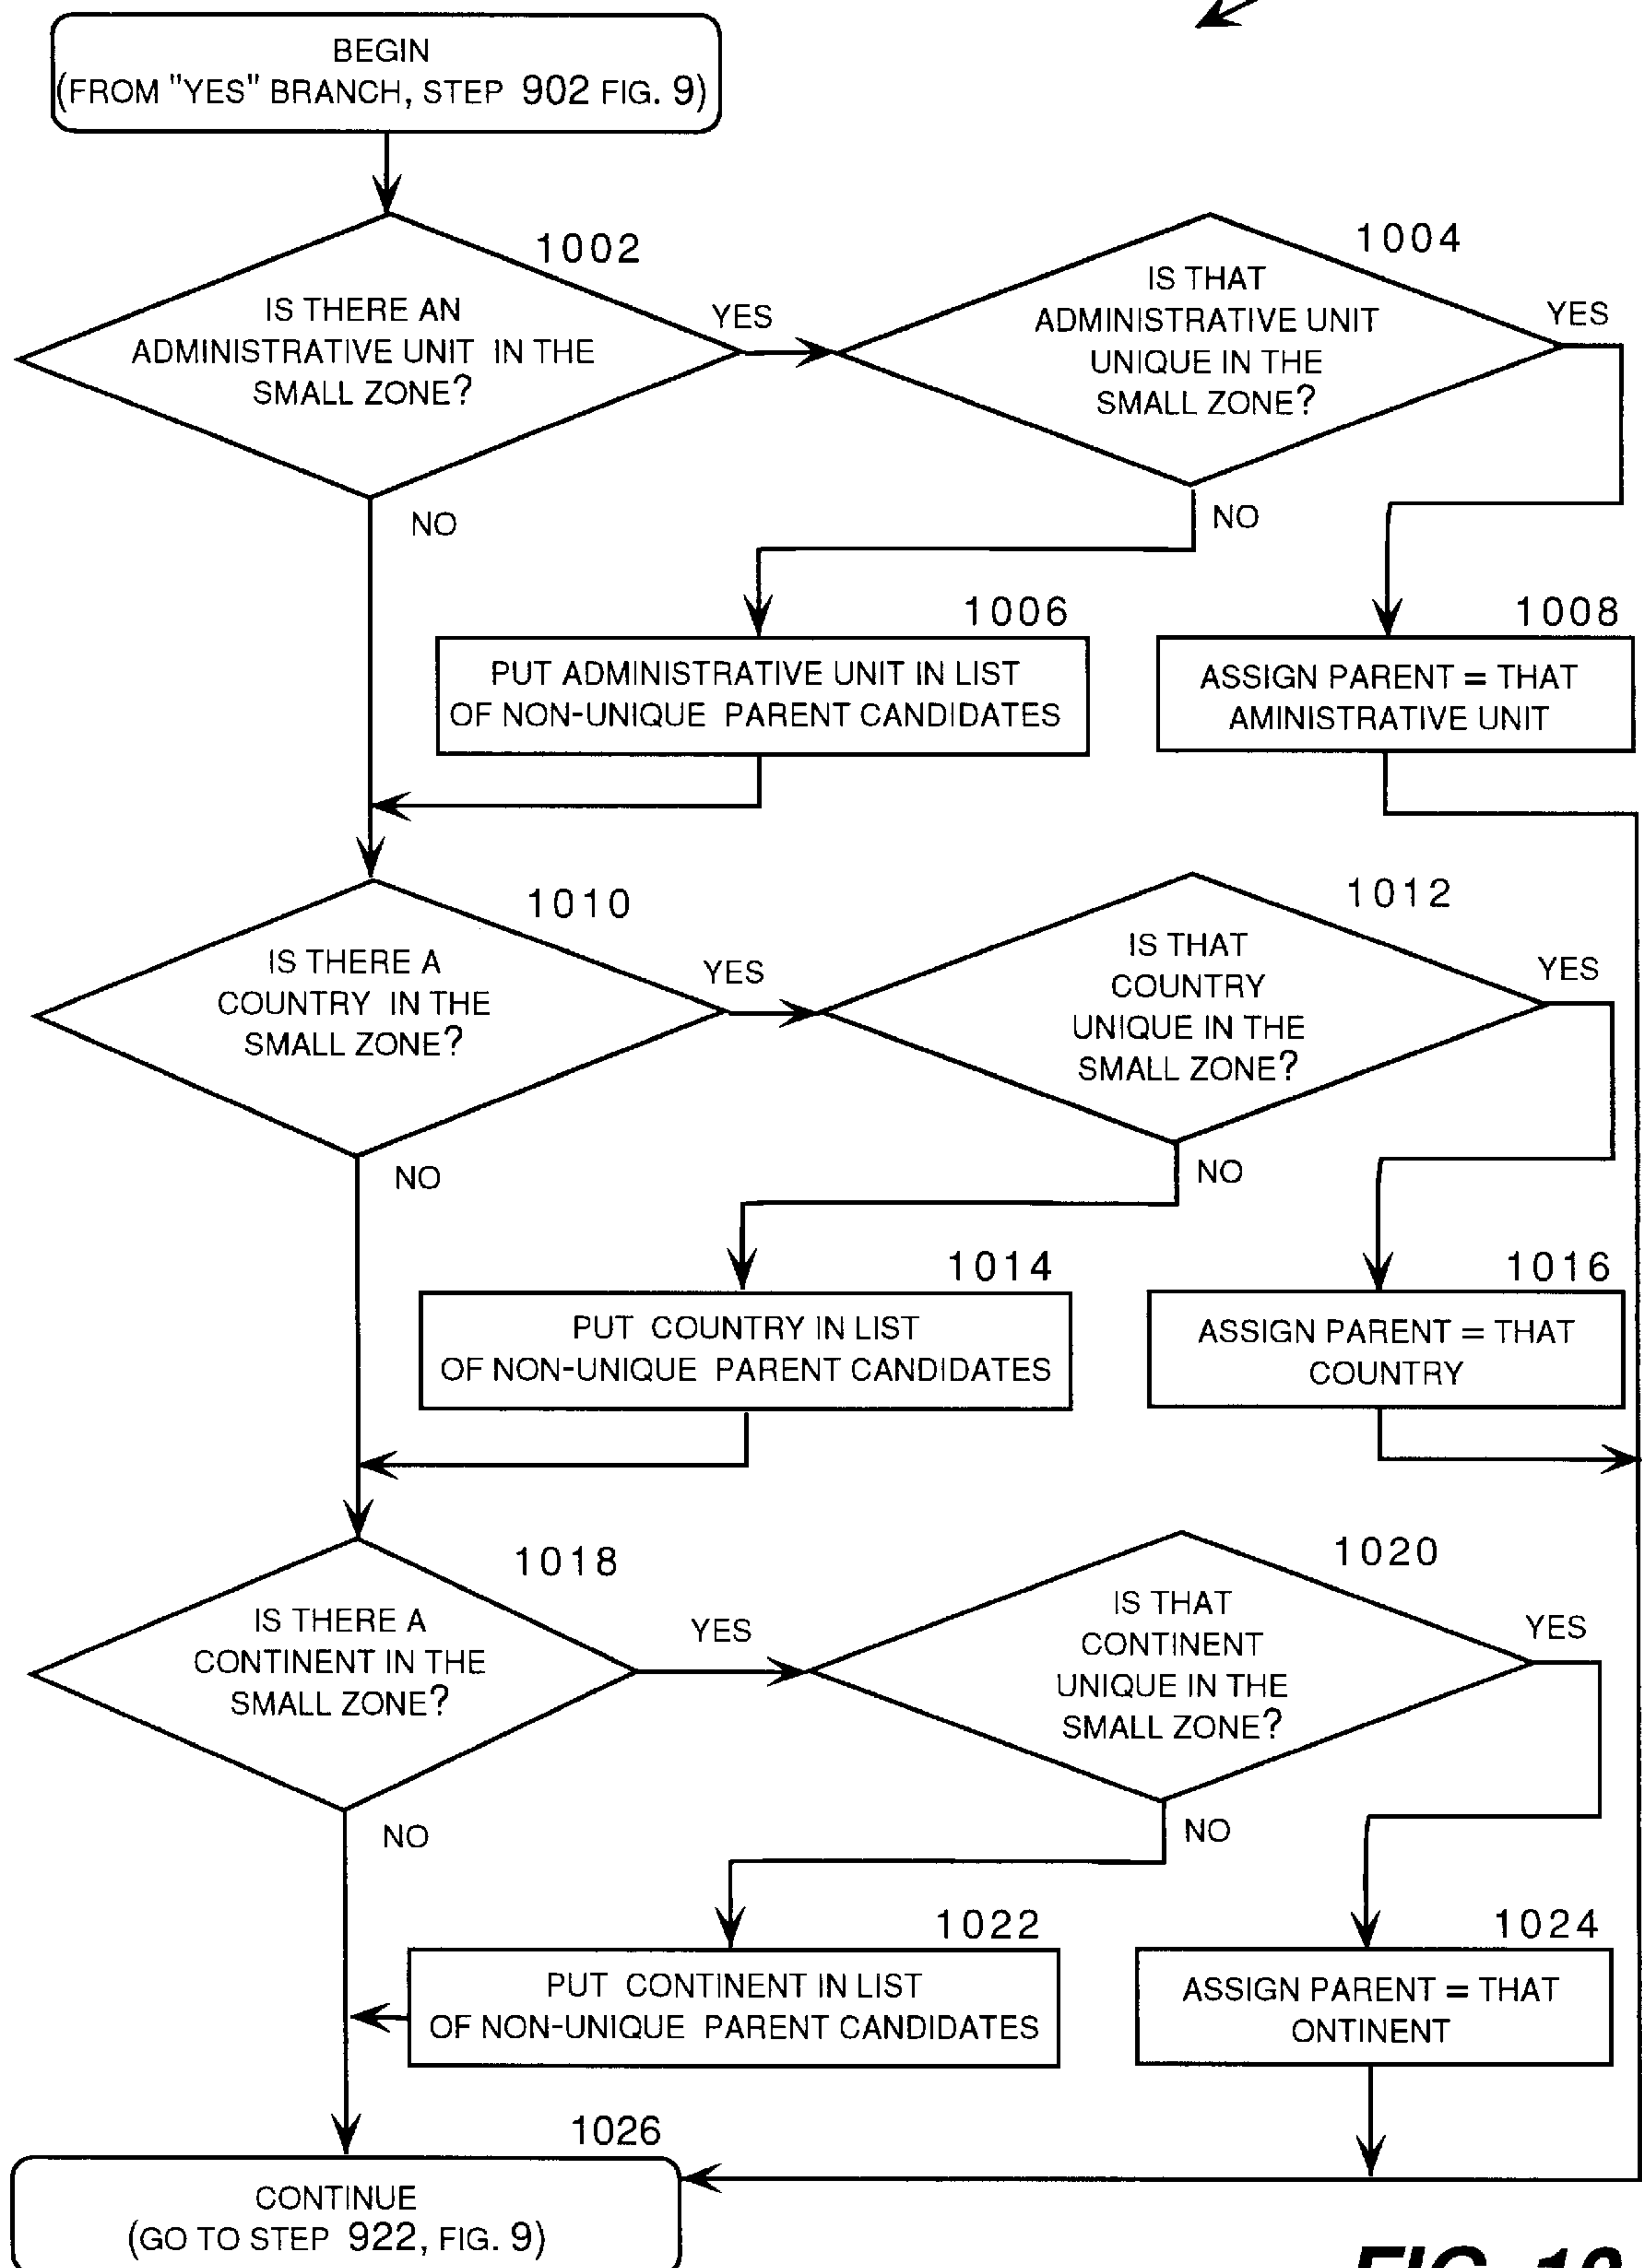 BEGIN
(FROM "YES" BRANCH, STEP 902 FIG. 9)
1002
IS THERE AN
ADMINISTRATIVE UNIT IN THE
SMALL ZONE?
YES
NO
1004
IS THAT
ADMINISTRATIVE UNIT
UNIQUE IN THE
SMALL ZONE?
YES
NO
1006
PUT ADMINISTRATIVE UNIT IN LIST
OF NON-UNIQUE PARENT CANDIDATES
1008
ASSIGN PARENT = THAT
AMINISTRATIVE UNIT
1010
IS THERE A
COUNTRY IN THE
SMALL ZONE?
YES
NO
1012
IS THAT
COUNTRY
UNIQUE IN THE
SMALL ZONE?
YES
NO
1014
PUT COUNTRY IN LIST
OF NON-UNIQUE PARENT CANDIDATES
1016
ASSIGN PARENT = THAT
COUNTRY
1018
IS THERE A
CONTINENT IN THE
SMALL ZONE?
YES
NO
1020
IS THAT
CONTINENT
UNIQUE IN THE
SMALL ZONE?
YES
NO
1022
PUT CONTINENT IN LIST
OF NON-UNIQUE PARENT CANDIDATES
1024
ASSIGN PARENT = THAT
ONTINENT
1026
CONTINUE
(GO TO STEP 922, FIG. 9)
FIG.